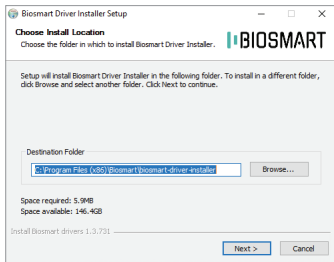 Biosmart Driver Installer Setup
Choose Install Location
Choose the folder in which to install Biosmart Driver Installer.
BIOSMART
Setup will install Biosmart Driver Installer in the following folder. To install in a different folder,
click Browse and select another folder. Click Next to continue.
Destination Folder
C:\Program Files (x86)\Biosmart\biosmart-driver-installer
Browse...
Space required: 5.9MB
Space available: 146.4GB
Install Biosmart drivers 1.3.731
Next >
Cancel